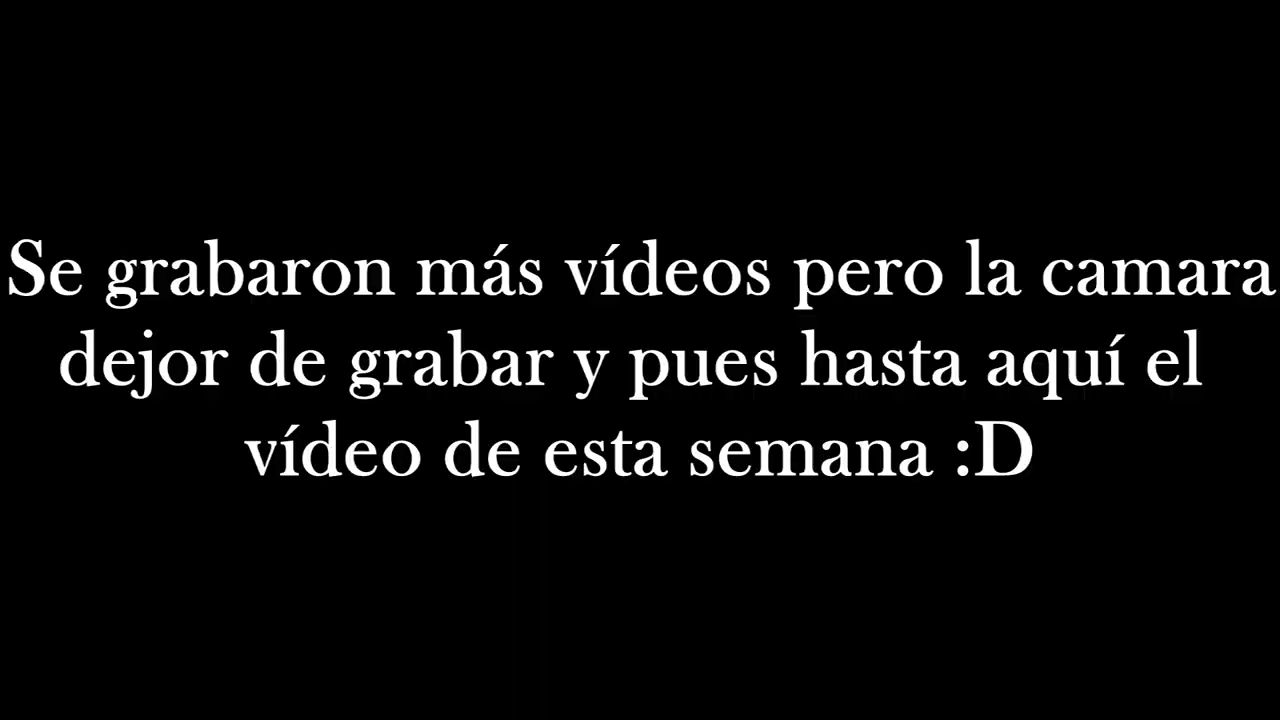 Se grabaron más vídeos pero la camara
dejor de grabar y pues hasta aquí el
vídeo de esta semana :D